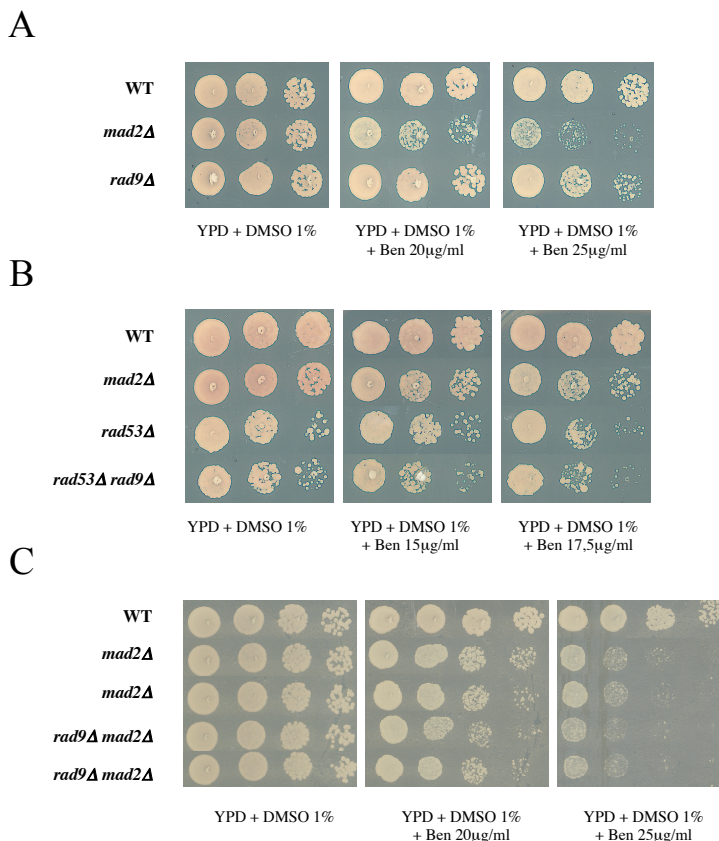 A
WT
mad2Δ
rad9Δ
YPD + DMSO 1%
YPD + DMSO 1%
+ Ben 20µg/ml
YPD + DMSO 1%
+ Ben 25µg/ml
B
WT
mad2Δ
rad53Δ
rad53Δ rad9Δ
YPD + DMSO 1%
YPD + DMSO 1%
+ Ben 15µg/ml
YPD + DMSO 1%
+ Ben 17,5µg/ml
C
WT
mad2Δ
mad2Δ
rad9Δ mad2Δ
rad9Δ mad2Δ
YPD + DMSO 1%
YPD + DMSO 1%
+ Ben 20µg/ml
YPD + DMSO 1%
+ Ben 25µg/ml